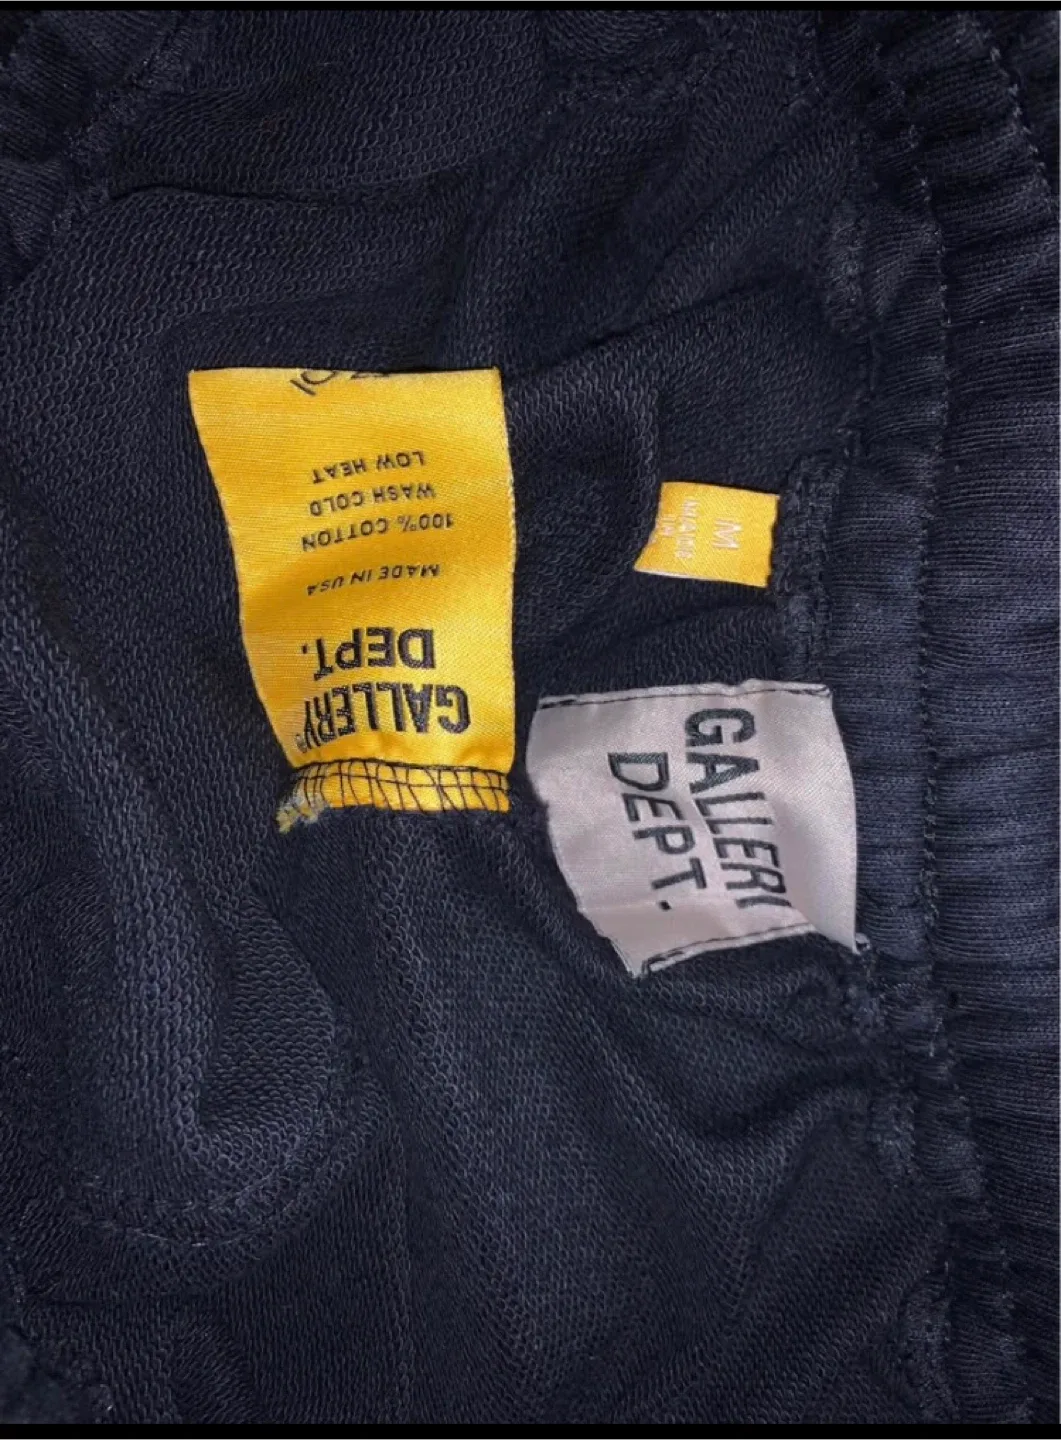 GALLERY
DEPT.
MADE IN USA
100% COTTON
WASH COLD
LOW HEAT
M
GALLERY
DEPT.